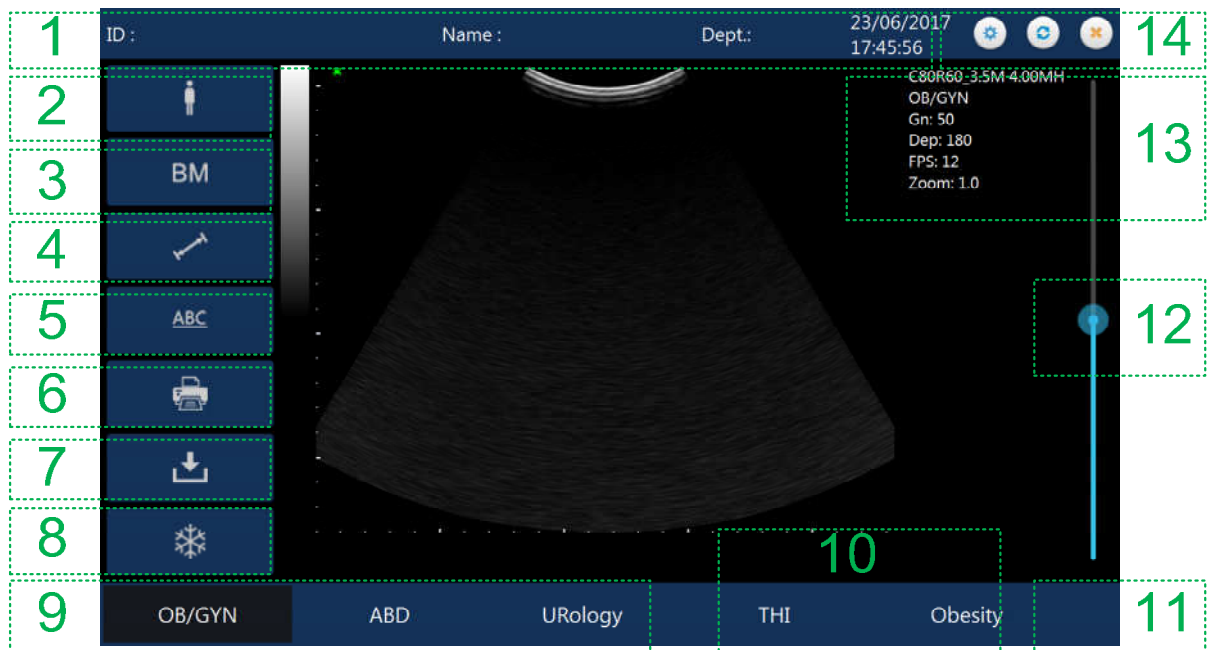 1
ID :
Name :
Dept.:
23/06/2017
17:45:56
14
2
C80R60_3.5M 4.00MH
OB/GYN
Gn: 50
Dep: 180
FPS: 12
Zoom: 1.0
13
3
BM
4
5
ABC
12
6
7
8
10
9
OB/GYN
ABD
URology
THI
Obesity
11